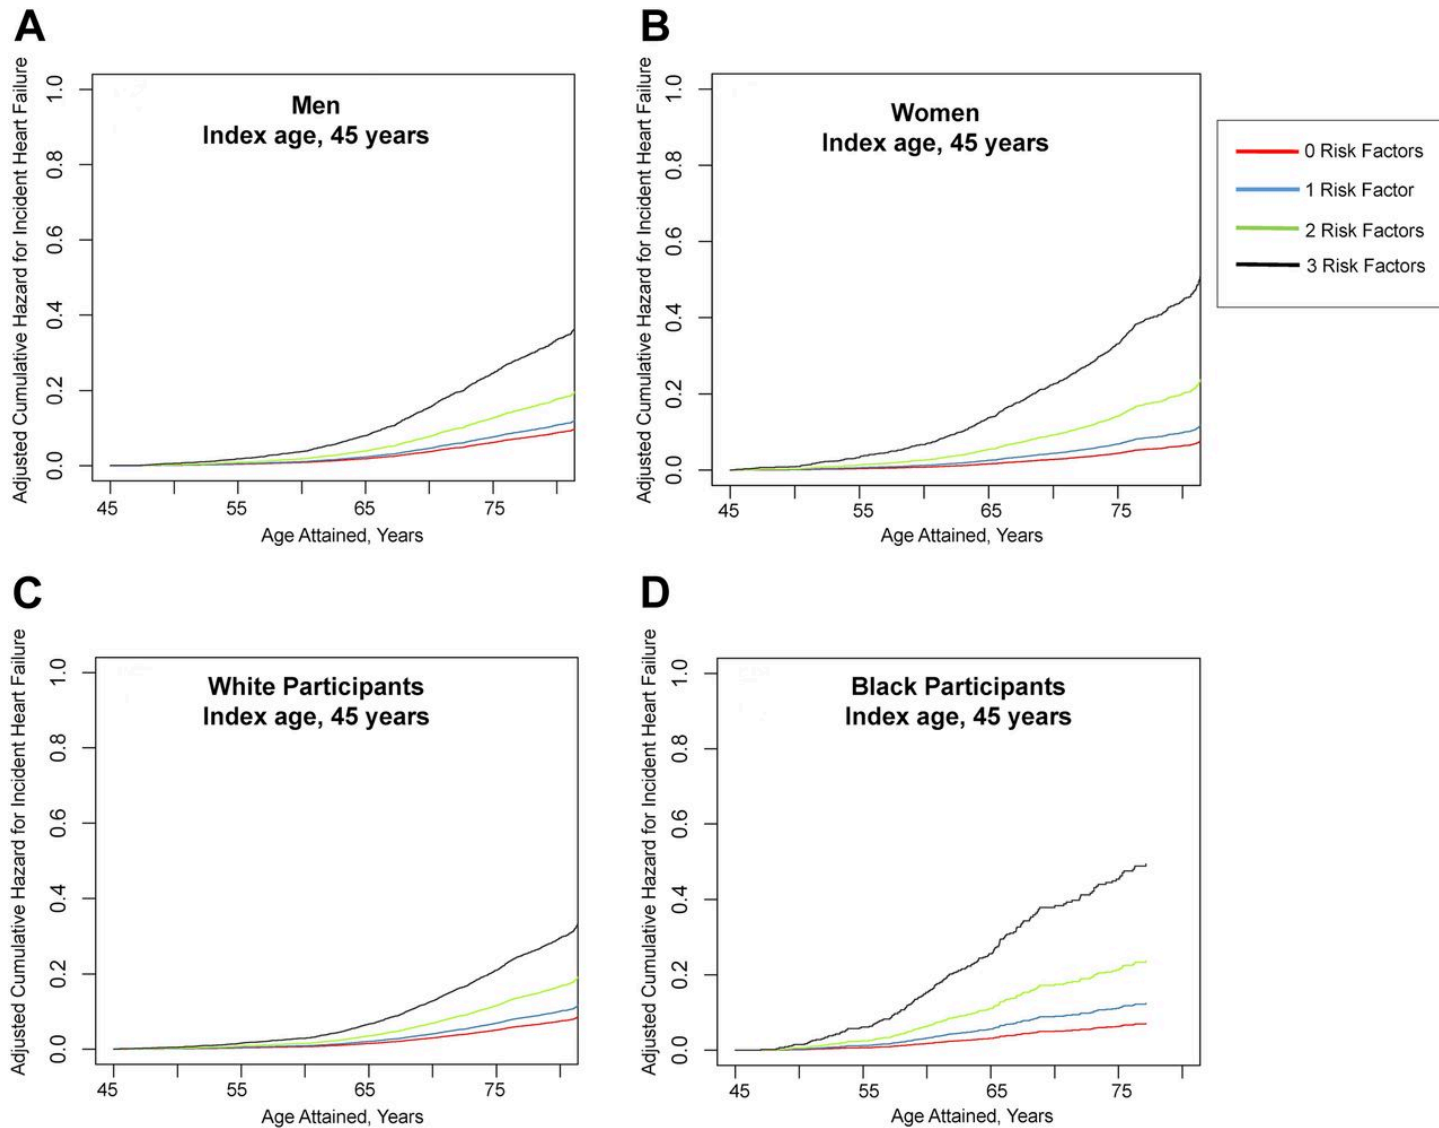 A
Adjusted Cumulative Hazard for Incident Heart Failure
1.0
0.8
0.6
0.4
0.2
0.0
Men
Index age, 45 years
45
55
65
75
Age Attained, Years
B
Adjusted Cumulative Hazard for Incident Heart Failure
1.0
0.8
0.6
0.4
0.2
0.0
Women
Index age, 45 years
45
55
65
75
Age Attained, Years
0 Risk Factors
1 Risk Factor
2 Risk Factors
3 Risk Factors
C
Adjusted Cumulative Hazard for Incident Heart Failure
1.0
0.8
0.6
0.4
0.2
0.0
White Participants
Index age, 45 years
45
55
65
75
Age Attained, Years
D
Adjusted Cumulative Hazard for Incident Heart Failure
1.0
0.8
0.6
0.4
0.2
0.0
Black Participants
Index age, 45 years
45
55
65
75
Age Attained, Years